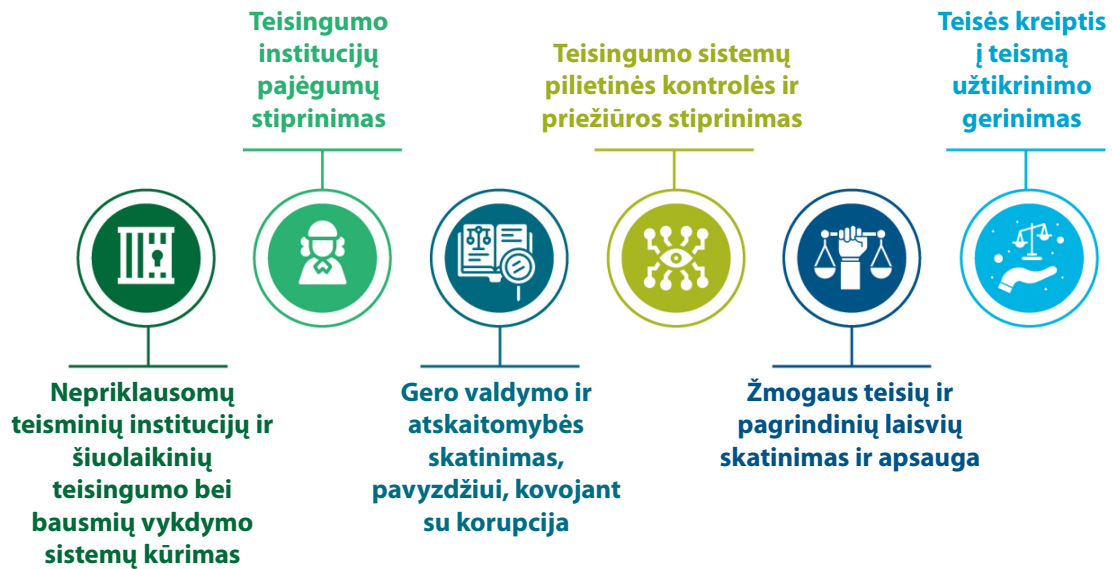 Teisingumo
institucijų
pajėgumų
stiprinimas
Teisingumo sistemų
pilietinės kontrolės ir
priežiūros stiprinimas
Teisės kreiptis
į teismą
užtikrinimo
gerinimas
Nepriklausomų
teisminių institucijų ir
šiuolaikinių
teisingumo bei
bausmių vykdymo
sistemų kūrimas
Gero valdymo ir
atskaitomybės
skatinimas,
pavyzdžiui, kovojant
su korupcija
Žmogaus teisių ir
pagrindinių laisvių
skatinimas ir apsauga